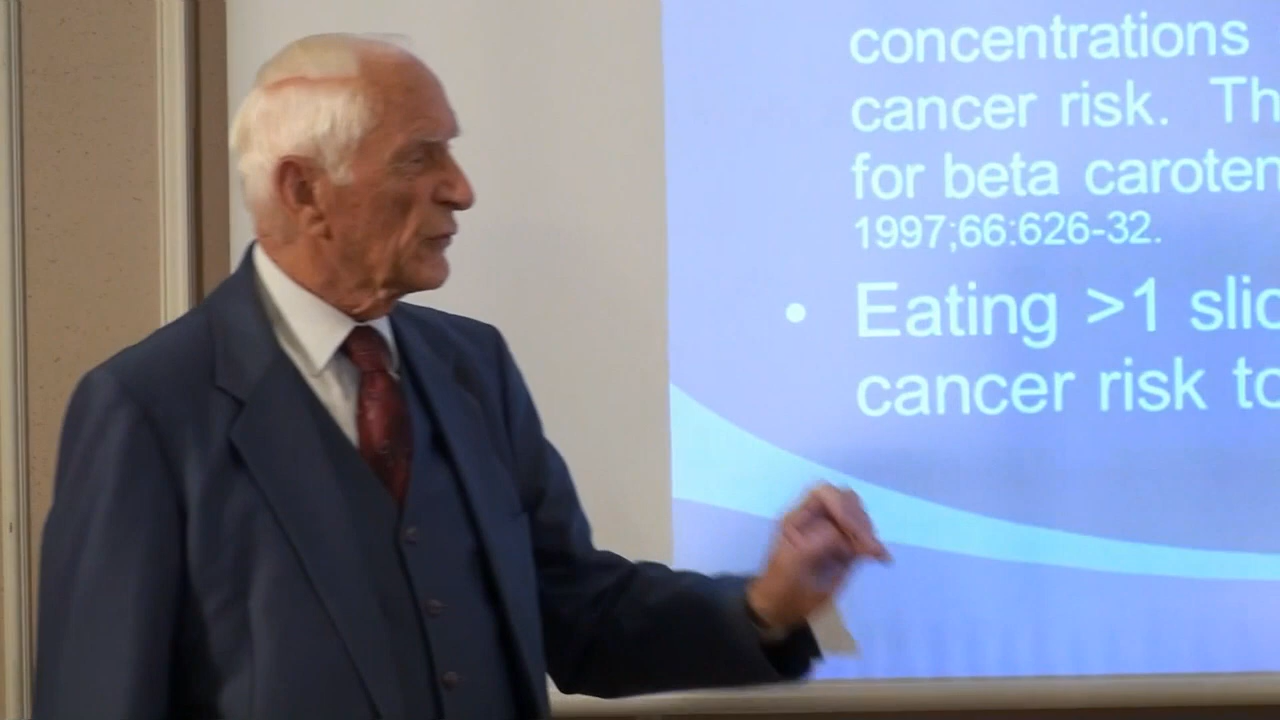 concentrations
cancer risk. Th
for beta caroten
1997;66:626-32.
• Eating >1 slic
cancer risk to